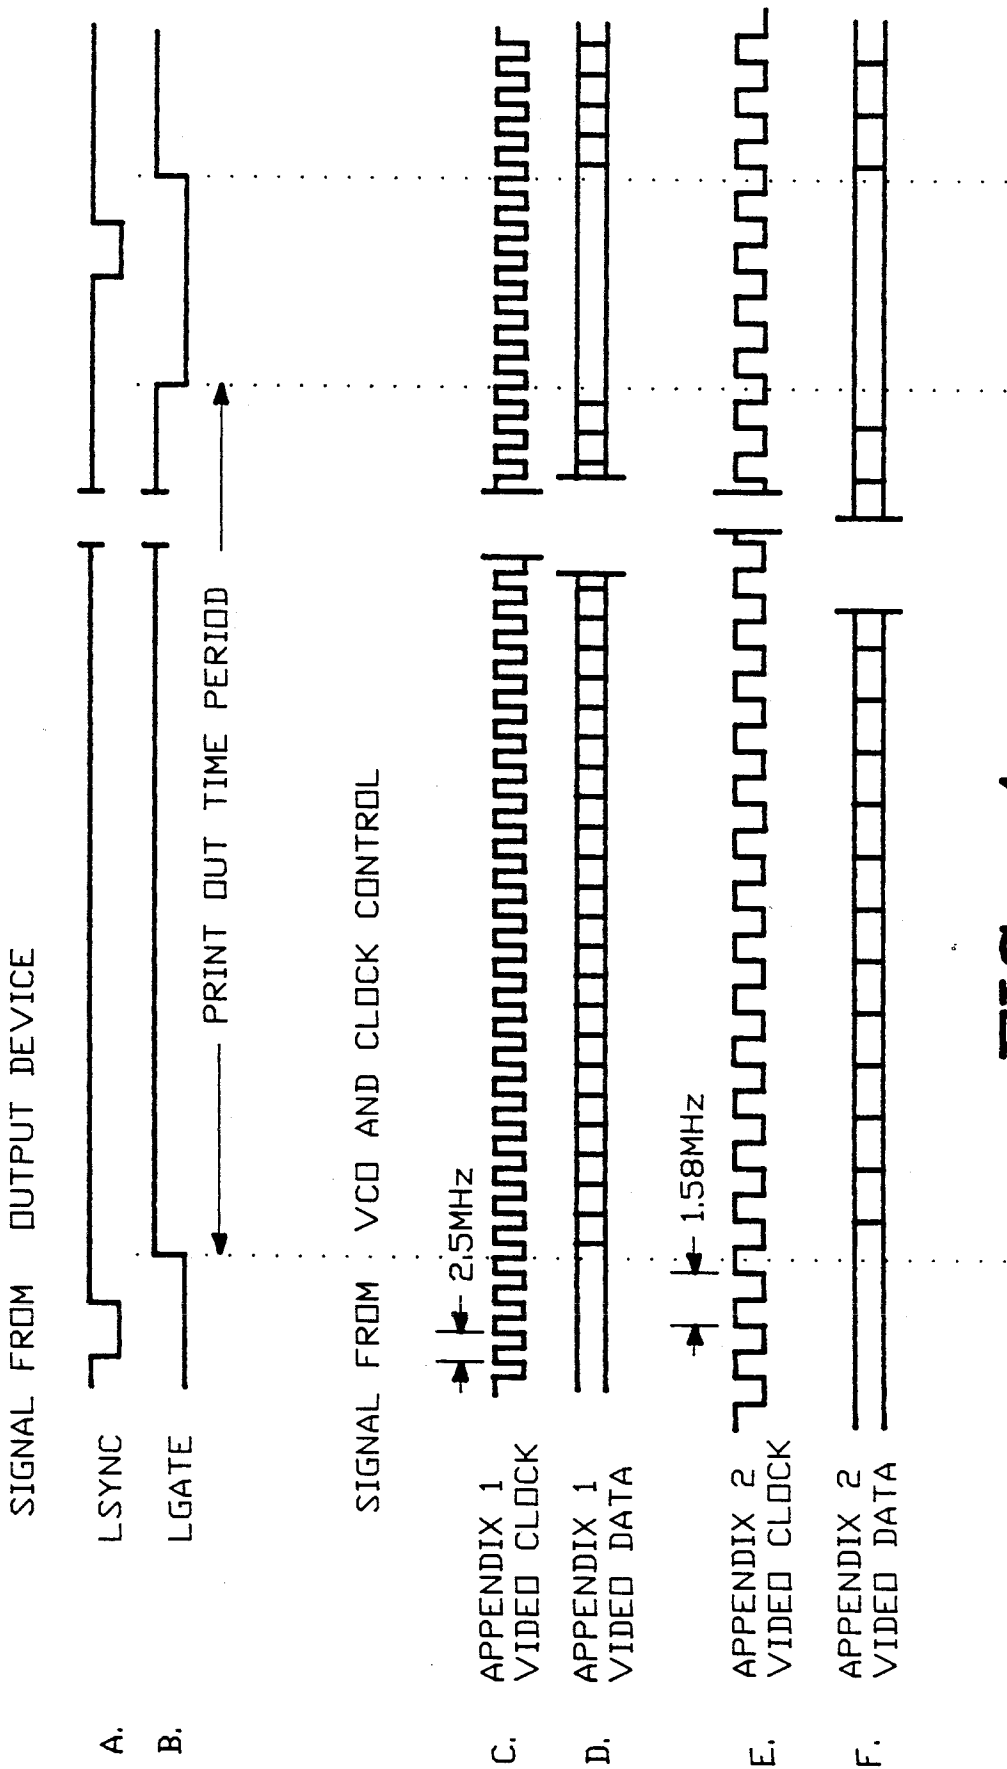 SIGNAL FROM OUTPUT DEVICE
A. LSYNC
B. LGATE
PRINT OUT TIME PERIOD
SIGNAL FROM VCO AND CLOCK CONTROL
2.5MHz
C. APPENDIX 1
VIDEO CLOCK
D. APPENDIX 1
VIDEO DATA
1.58MHz
E. APPENDIX 2
VIDEO CLOCK
F. APPENDIX 2
VIDEO DATA